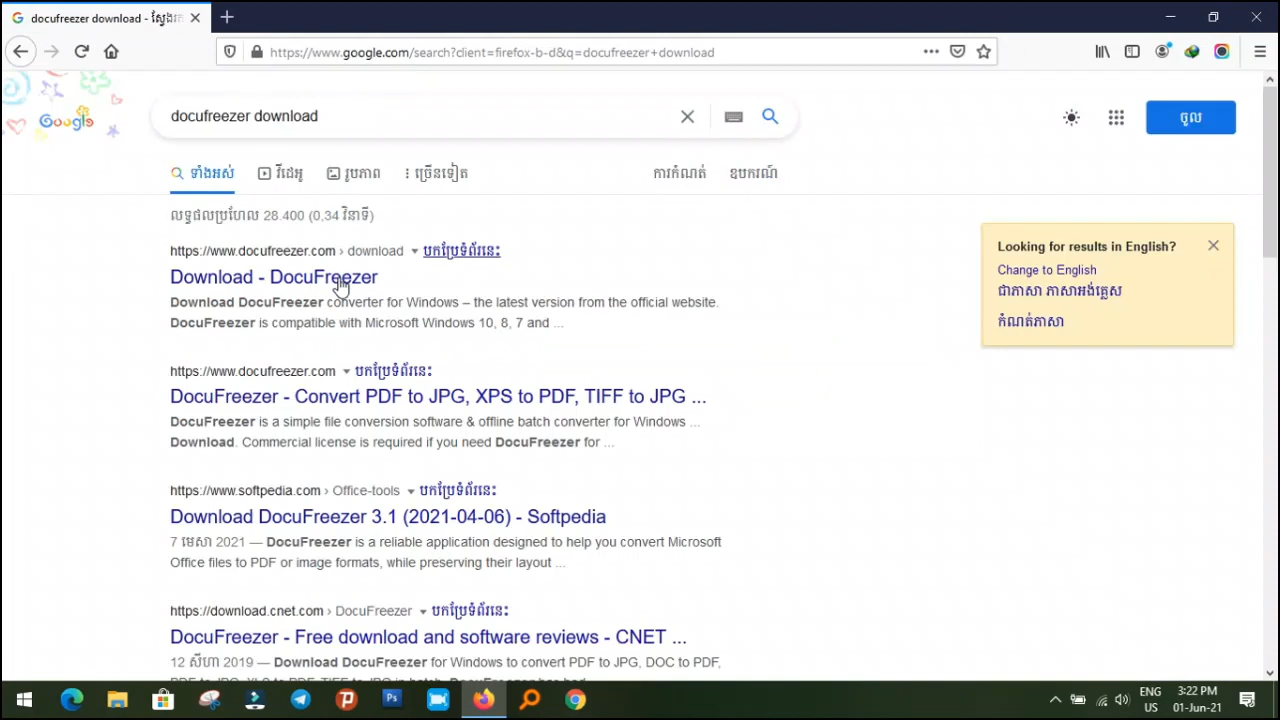 docufreezer download - ស្វែងរក
https://www.google.com/search?client=firefox-b-d&q=docufreezer+download
Google
docufreezer download
ចូល
ទាំងអស់
វីដេអូ
រូបភាព
ច្រើនទៀត
ការកំណត់
ឧបករណ៍
លទ្ធផលប្រហែល 28.400 (0,34 វិនាទី)
https://www.docufreezer.com › download បកប្រែទំព័រនេះ
Download - DocuFreezer
Download DocuFreezer converter for Windows – the latest version from the official website.
DocuFreezer is compatible with Microsoft Windows 10, 8, 7 and ...
Looking for results in English?
Change to English
ជាភាសា ភាសាអង់គ្លេស
កំណត់ភាសា
https://www.docufreezer.com បកប្រែទំព័រនេះ
DocuFreezer - Convert PDF to JPG, XPS to PDF, TIFF to JPG ...
DocuFreezer is a simple file conversion software & offline batch converter for Windows ...
Download. Commercial license is required if you need DocuFreezer for ...
https://www.softpedia.com › Office-tools បកប្រែទំព័រនេះ
Download DocuFreezer 3.1 (2021-04-06) - Softpedia
7 មេសា 2021 — DocuFreezer is a reliable application designed to help you convert Microsoft
Office files to PDF or image formats, while preserving their layout ...
https://download.cnet.com › DocuFreezer បកប្រែទំព័រនេះ
DocuFreezer - Free download and software reviews - CNET ...
12 សីហា 2019 — Download DocuFreezer for Windows to convert PDF to JPG, DOC to PDF,
ENG
US
3:22 PM
01-Jun-21